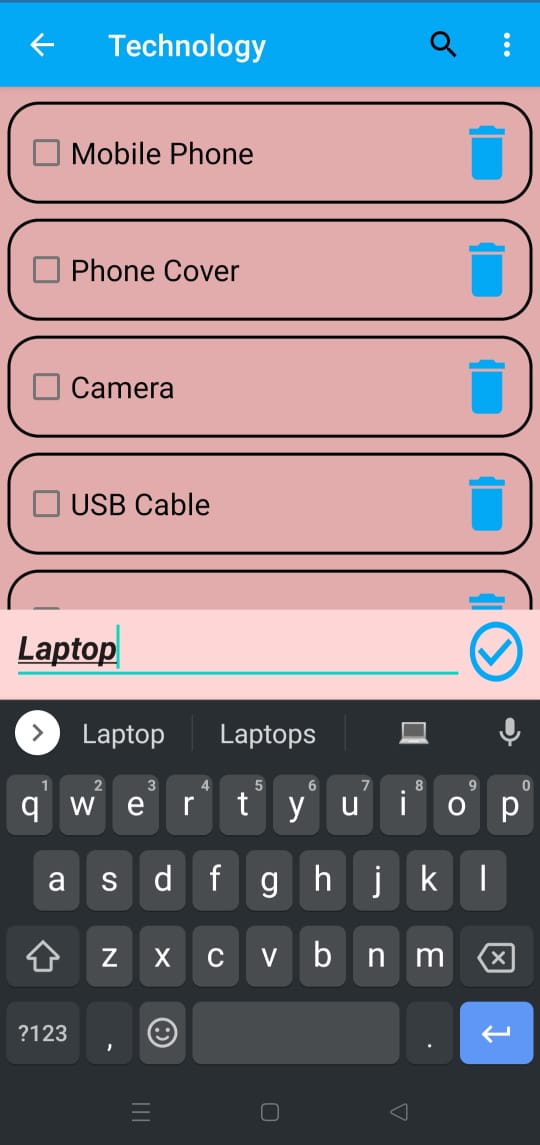 Technology
Mobile Phone
Phone Cover
Camera
USB Cable
Laptop
Laptop Laptops
1 2 3 4 5 6 7 8 9 0
q w e r t y u i o p
a s d f g h j k l
z x c v b n m
?123 , .